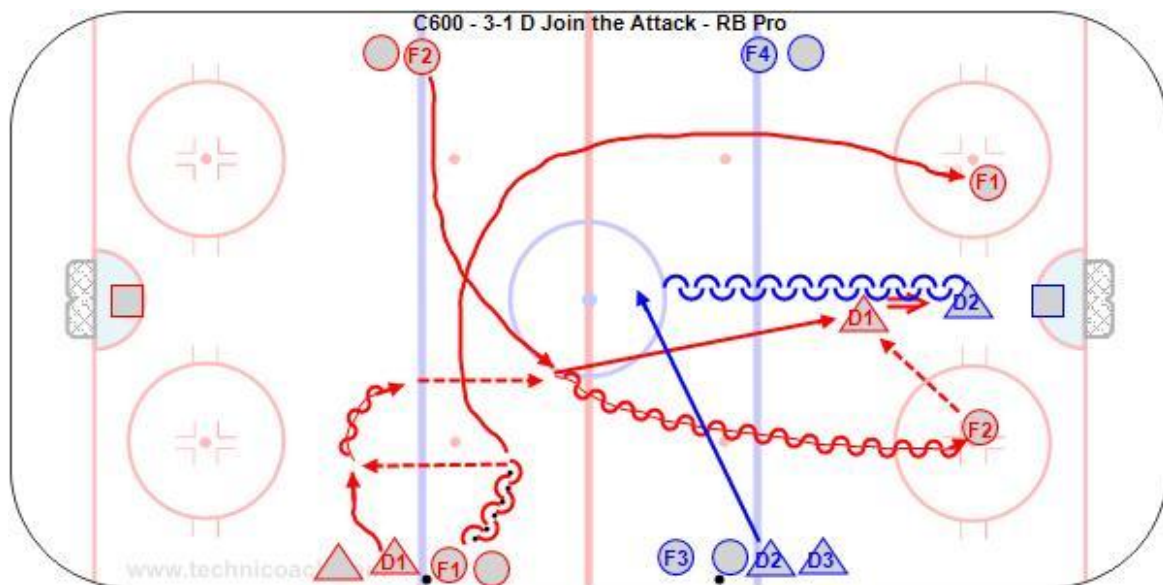 C600 - 3-1 D Join the Attack - RB Pro
F2
F4
F1
D1
D2
F2
D1
F1
F3
D2
D3
www.technicoach